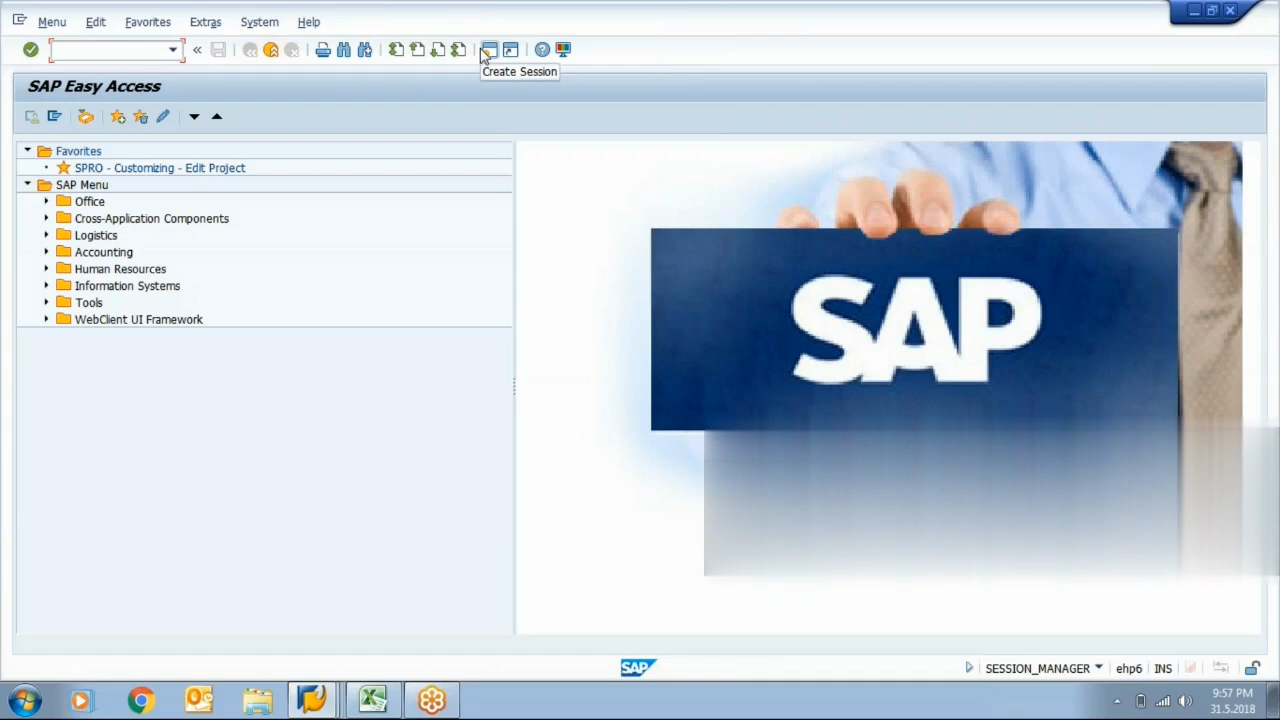 Menu Edit Favorites Extras System Help
Create Session
SAP Easy Access
Favorites
SPRO - Customizing - Edit Project
SAP Menu
Office
Cross-Application Components
Logistics
Accounting
Human Resources
Information Systems
Tools
WebClient UI Framework
SAP
SAP
SESSION_MANAGER ehp6 INS
9:57 PM
31.5.2018